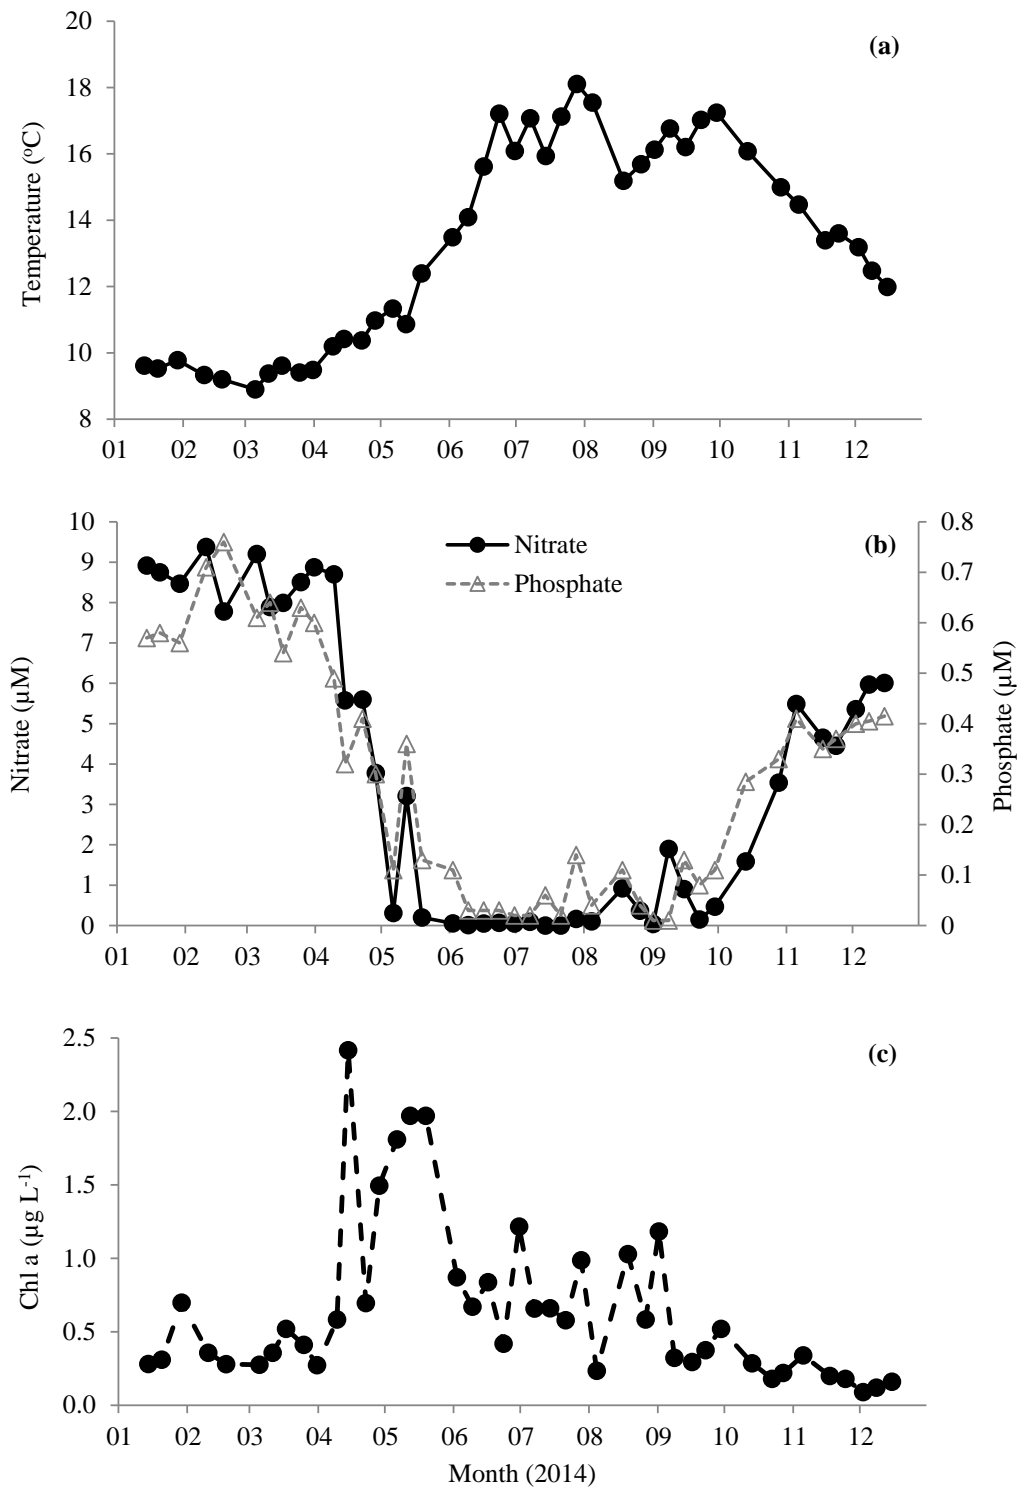 20
(a)
18
16
14
12
10
8
Temperature (°C)
01 02 03 04 05 06 07 08 09 10 11 12
10 0.8
Nitrate (b)
9 0.7
Phosphate
8 0.6
7
6 0.5
5 0.4
4 0.3
3
2 0.2
1 0.1
0 0
Nitrate (µM)
Phosphate (µM)
01 02 03 04 05 06 07 08 09 10 11 12
2.5
(c)
2.0
1.5
1.0
0.5
0.0
Chl a (µg L⁻¹)
01 02 03 04 05 06 07 08 09 10 11 12
Month (2014)